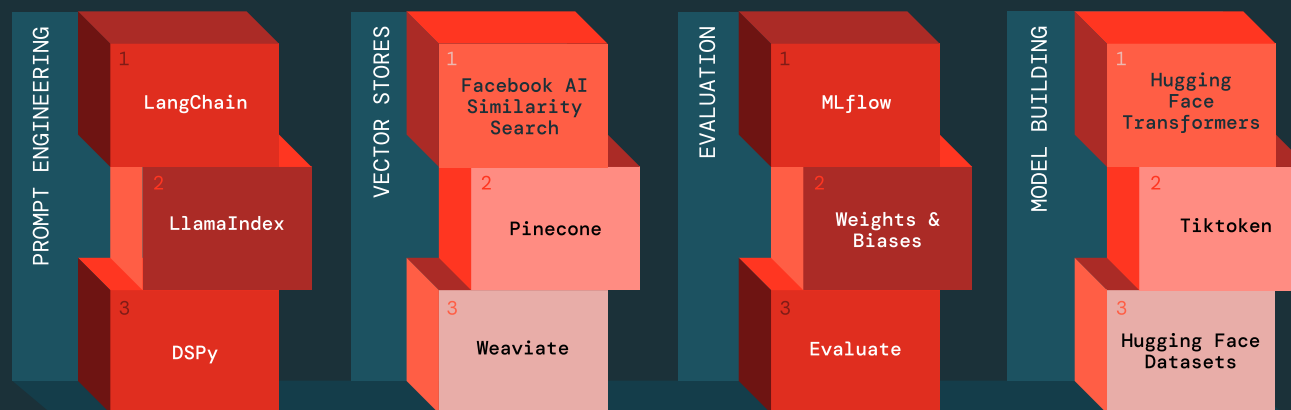 PROMPT ENGINEERING
1
LangChain
2
LlamaIndex
3
DSPy
VECTOR STORES
1
Facebook AI
Similarity
Search
2
Pinecone
3
Weaviate
EVALUATION
1
MLflow
2
Weights &
Biases
3
Evaluate
MODEL BUILDING
1
Hugging
Face
Transformers
2
Tiktoken
3
Hugging Face
Datasets